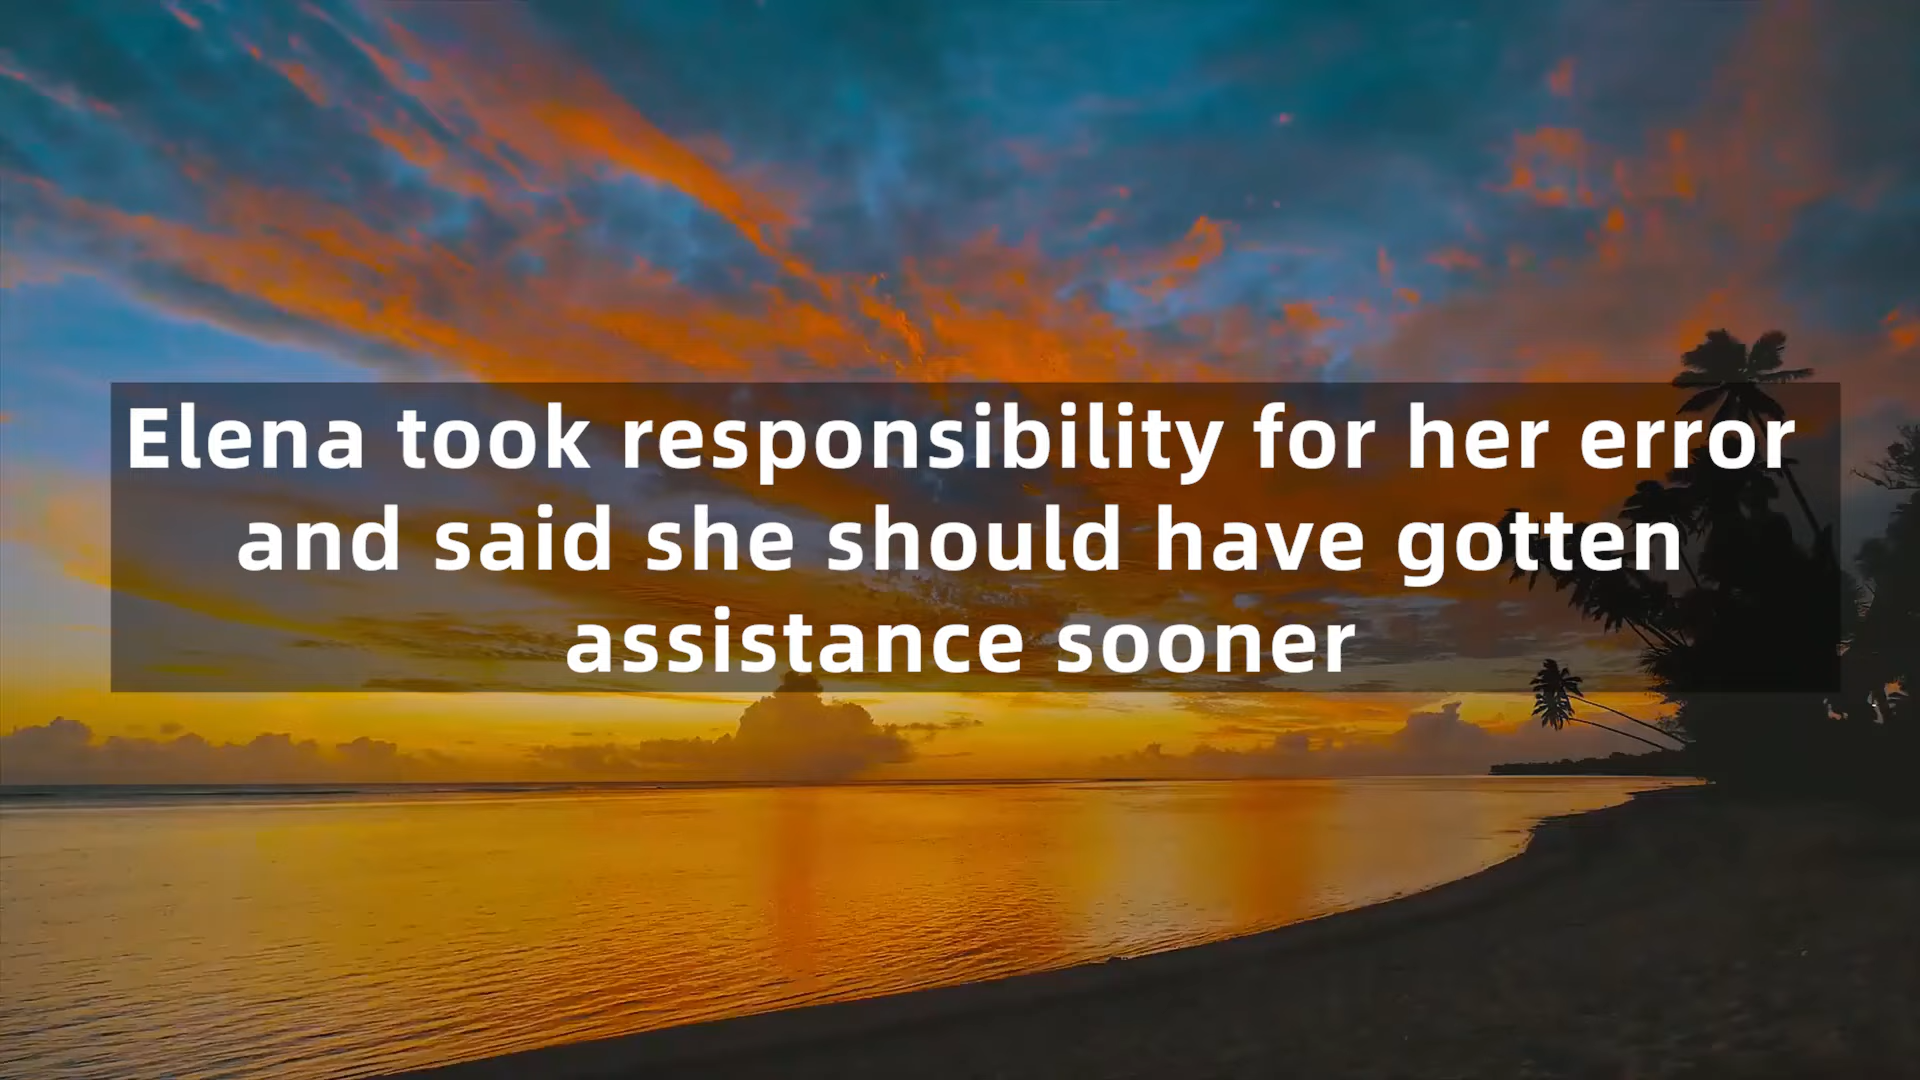 Elena took responsibility for her error
and said she should have gotten
assistance sooner